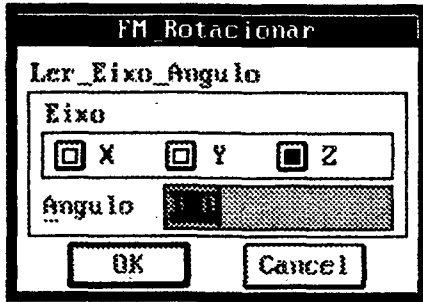 FM_Rotacionar
Ler_Eixo_Angulo
Eixo
X Y Z
Angulo
OK Cancel